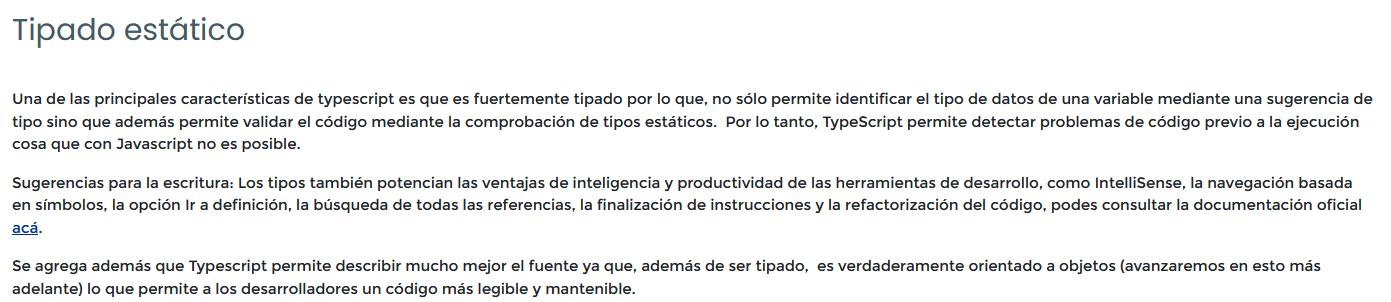 Tipado estático
Una de las principales características de typescript es que es fuertemente tipado por lo que, no sólo permite identificar el tipo de datos de una variable mediante una sugerencia de
tipo sino que además permite validar el código mediante la comprobación de tipos estáticos.  Por lo tanto, TypeScript permite detectar problemas de código previo a la ejecución
cosa que con Javascript no es posible.
Sugerencias para la escritura: Los tipos también potencian las ventajas de inteligencia y productividad de las herramientas de desarrollo, como IntelliSense, la navegación basada
en símbolos, la opción Ir a definición, la búsqueda de todas las referencias, la finalización de instrucciones y la refactorización del código, podes consultar la documentación oficial
acá.
Se agrega además que Typescript permite describir mucho mejor el fuente ya que, además de ser tipado,  es verdaderamente orientado a objetos (avanzaremos en esto más
adelante) lo que permite a los desarrolladores un código más legible y mantenible.